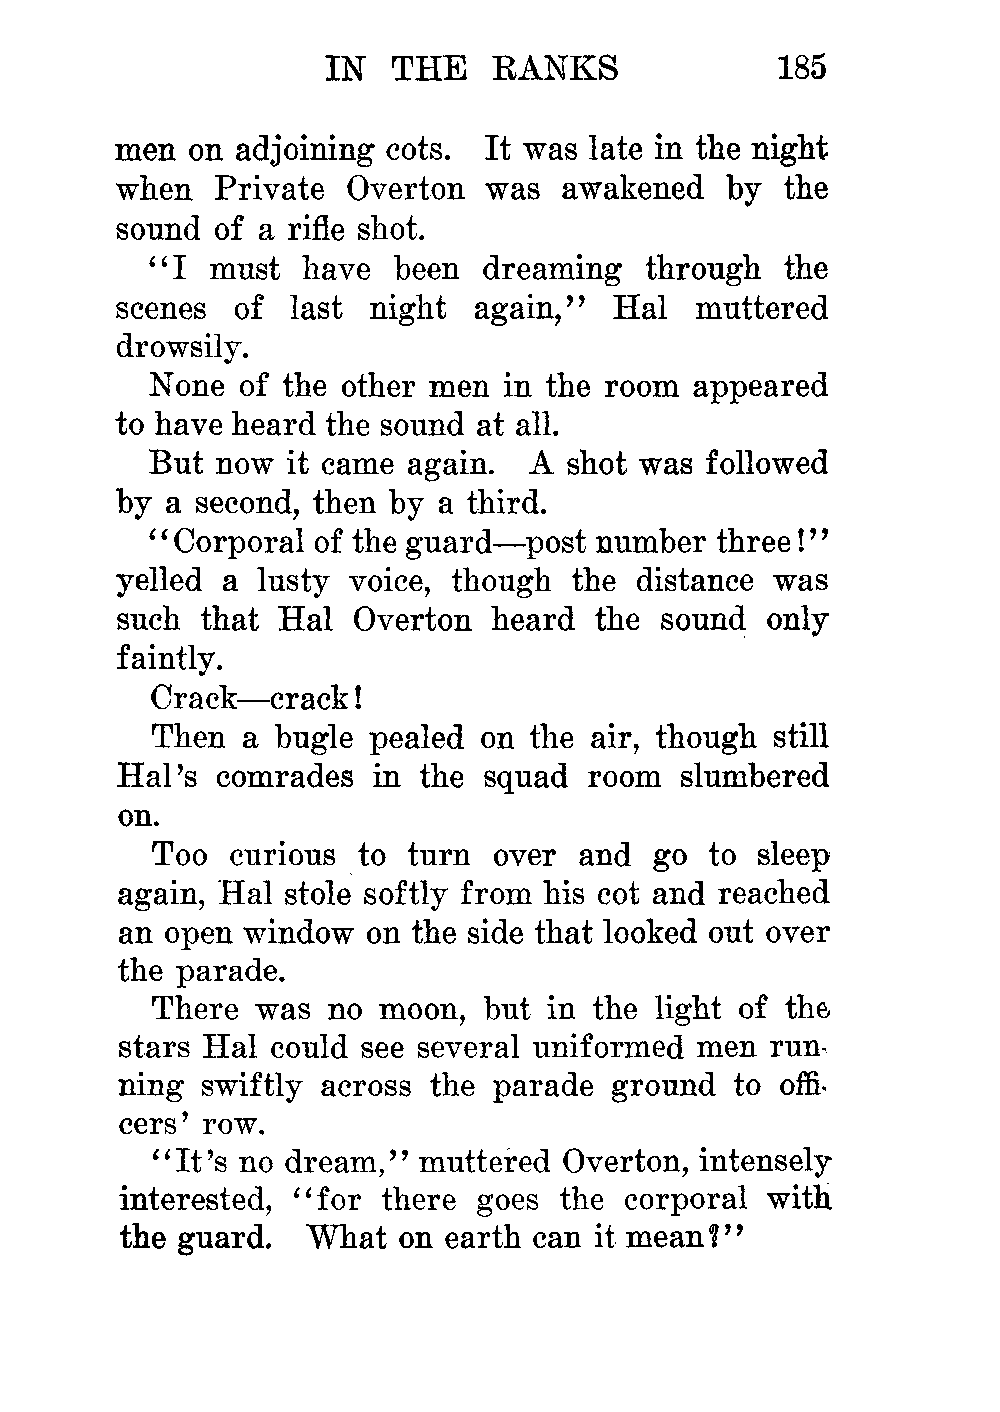 IN THE RANKS 185
men on adjoining cots. It was late in the night
when Private Overton was awakened by the
sound of a rifle shot.
"I must have been dreaming through the
scenes of last night again," Hal muttered
drowsily.
None of the other men in the room appeared
to have heard the sound at all.
But now it came again. A shot was followed
by a second, then by a third.
"Corporal of the guard—post number three!"
yelled a lusty voice, though the distance was
such that Hal Overton heard the sound only
faintly.
Crack—crack!
Then a bugle pealed on the air, though still
Hal's comrades in the squad room slumbered
on.
Too curious to turn over and go to sleep
again, Hal stole softly from his cot and reached
an open window on the side that looked out over
the parade.
There was no moon, but in the light of the
stars Hal could see several uniformed men run-
ning swiftly across the parade ground to offi-
cers' row.
"It's no dream," muttered Overton, intensely
interested, "for there goes the corporal with
the guard. What on earth can it mean?"